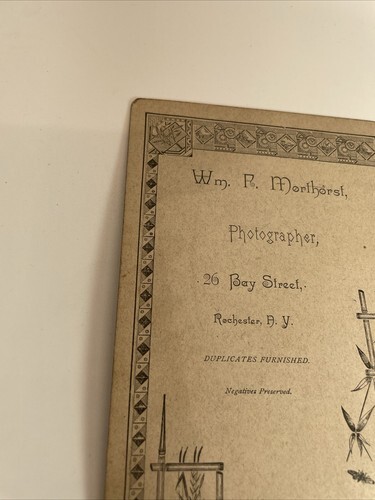 Wm. F. Morthorst,
Photographer,
26 Bay Street,
Rochester, N. Y.
DUPLICATES FURNISHED.
Negatives Preserved.